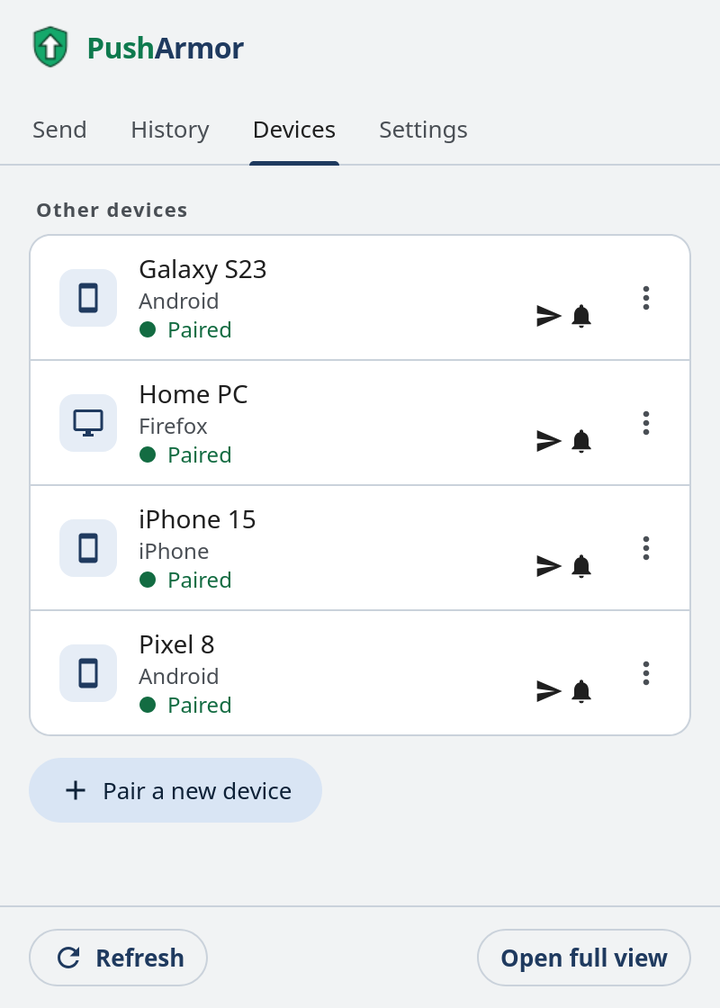 PushArmor
Send History Devices Settings
Other devices
Galaxy S23
Android
Paired
Home PC
Firefox
Paired
iPhone 15
iPhone
Paired
Pixel 8
Android
Paired
Pair a new device
Refresh Open full view